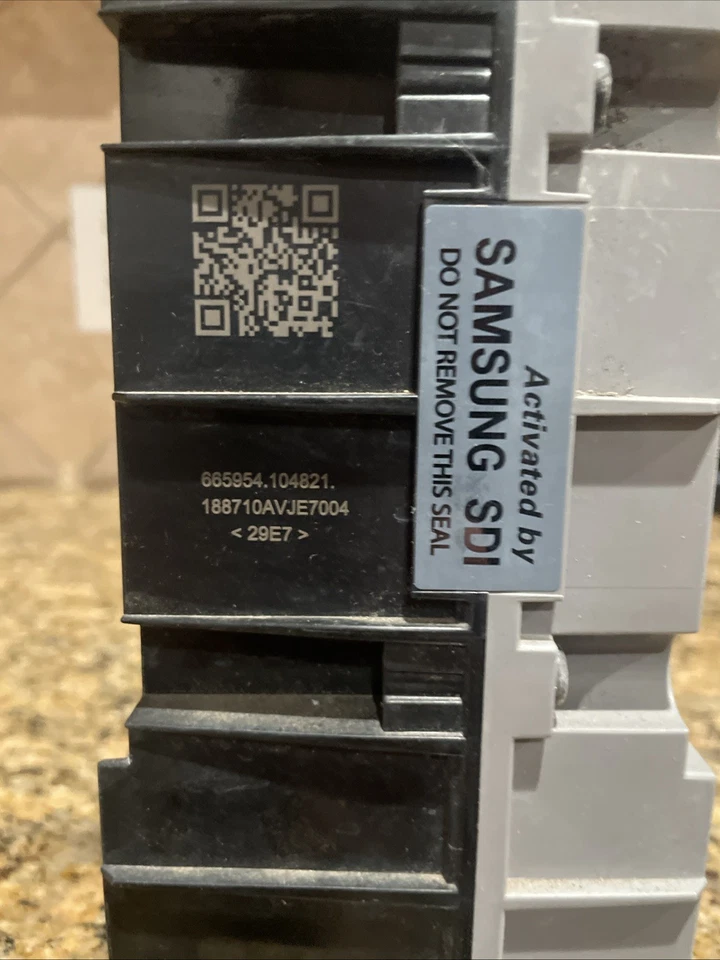 665954.104821.
188710AVJE7004
< 29E7 >
Activated by
SAMSUNG SDI
DO NOT REMOVE THIS SEAL